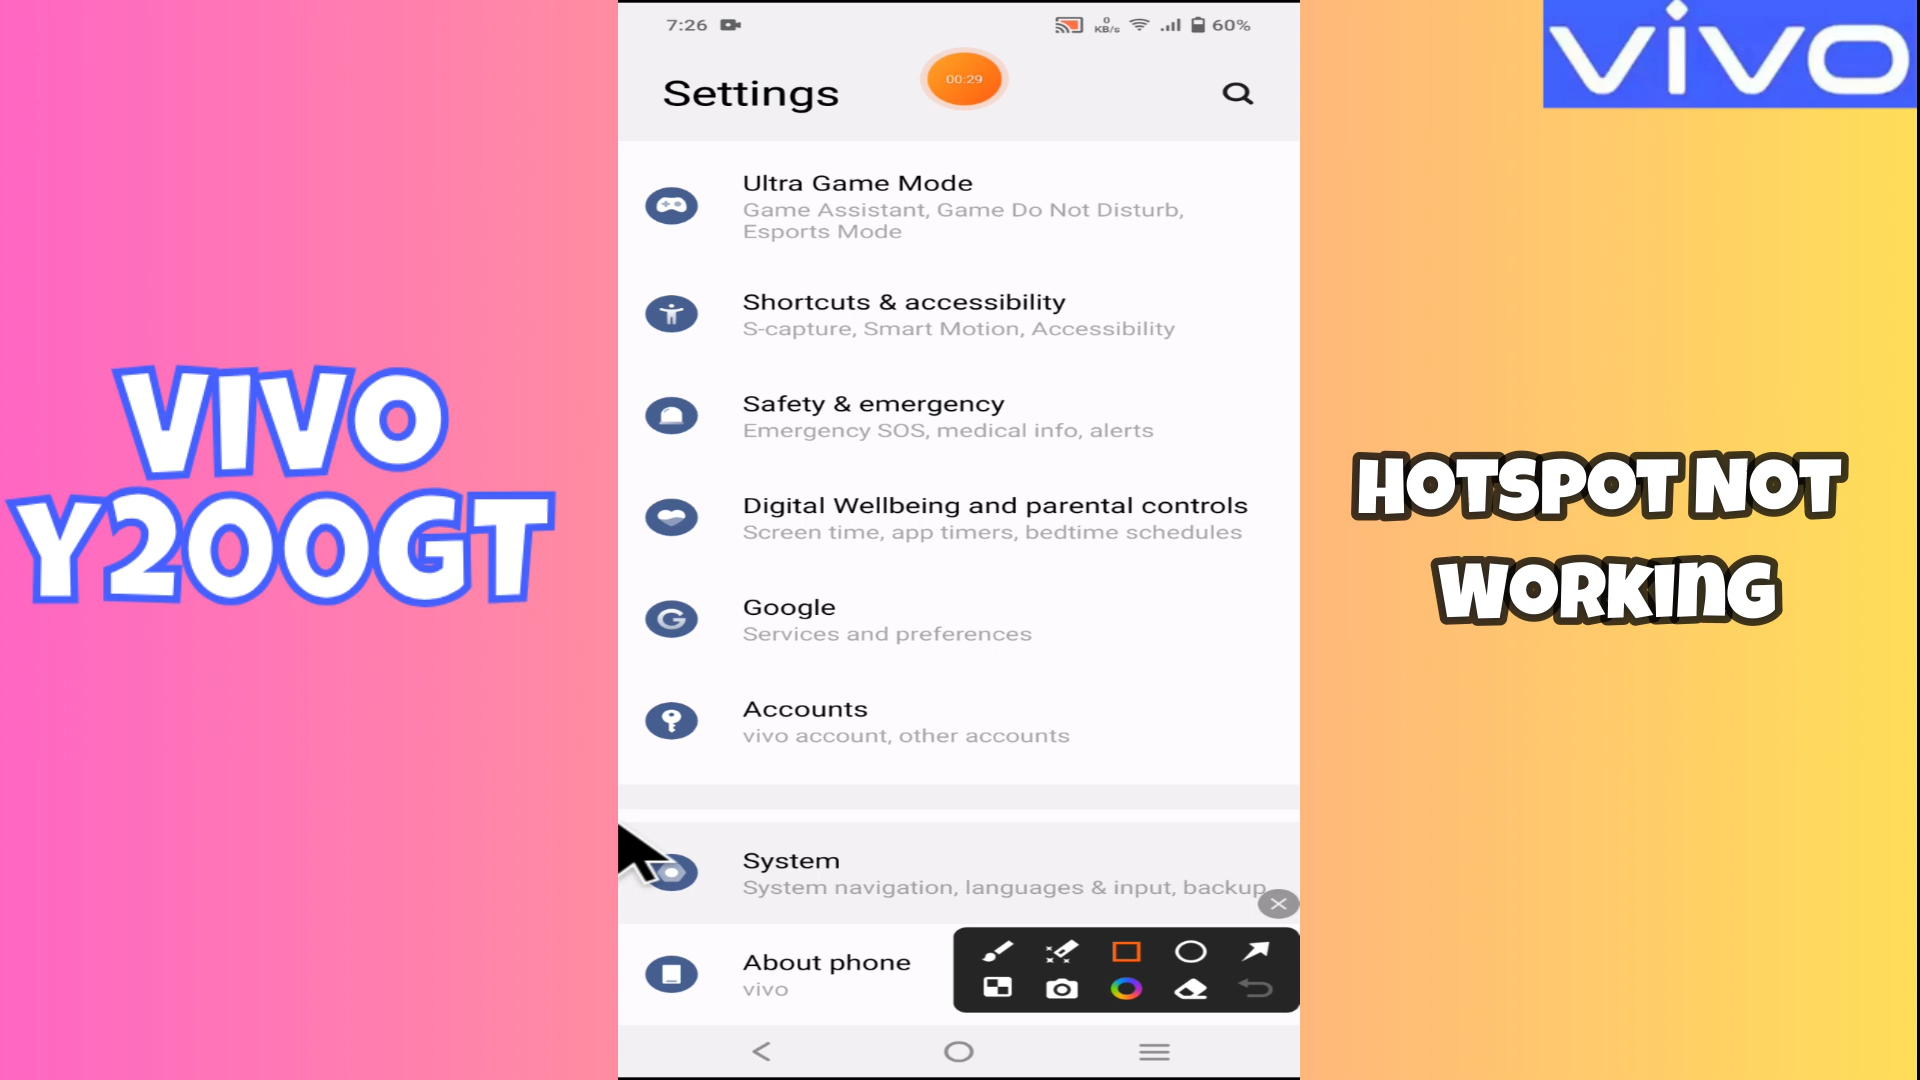 7:26
0
KB/s
60%
00:29
Settings
Ultra Game Mode
Game Assistant, Game Do Not Disturb,
Esports Mode
Shortcuts & accessibility
S-capture, Smart Motion, Accessibility
Safety & emergency
Emergency SOS, medical info, alerts
Digital Wellbeing and parental controls
Screen time, app timers, bedtime schedules
Google
Services and preferences
Accounts
vivo account, other accounts
System
System navigation, languages & input, backup
About phone
vivo
VIVO
Y200GT
vivo
HOTSPOT NOT
WORKING